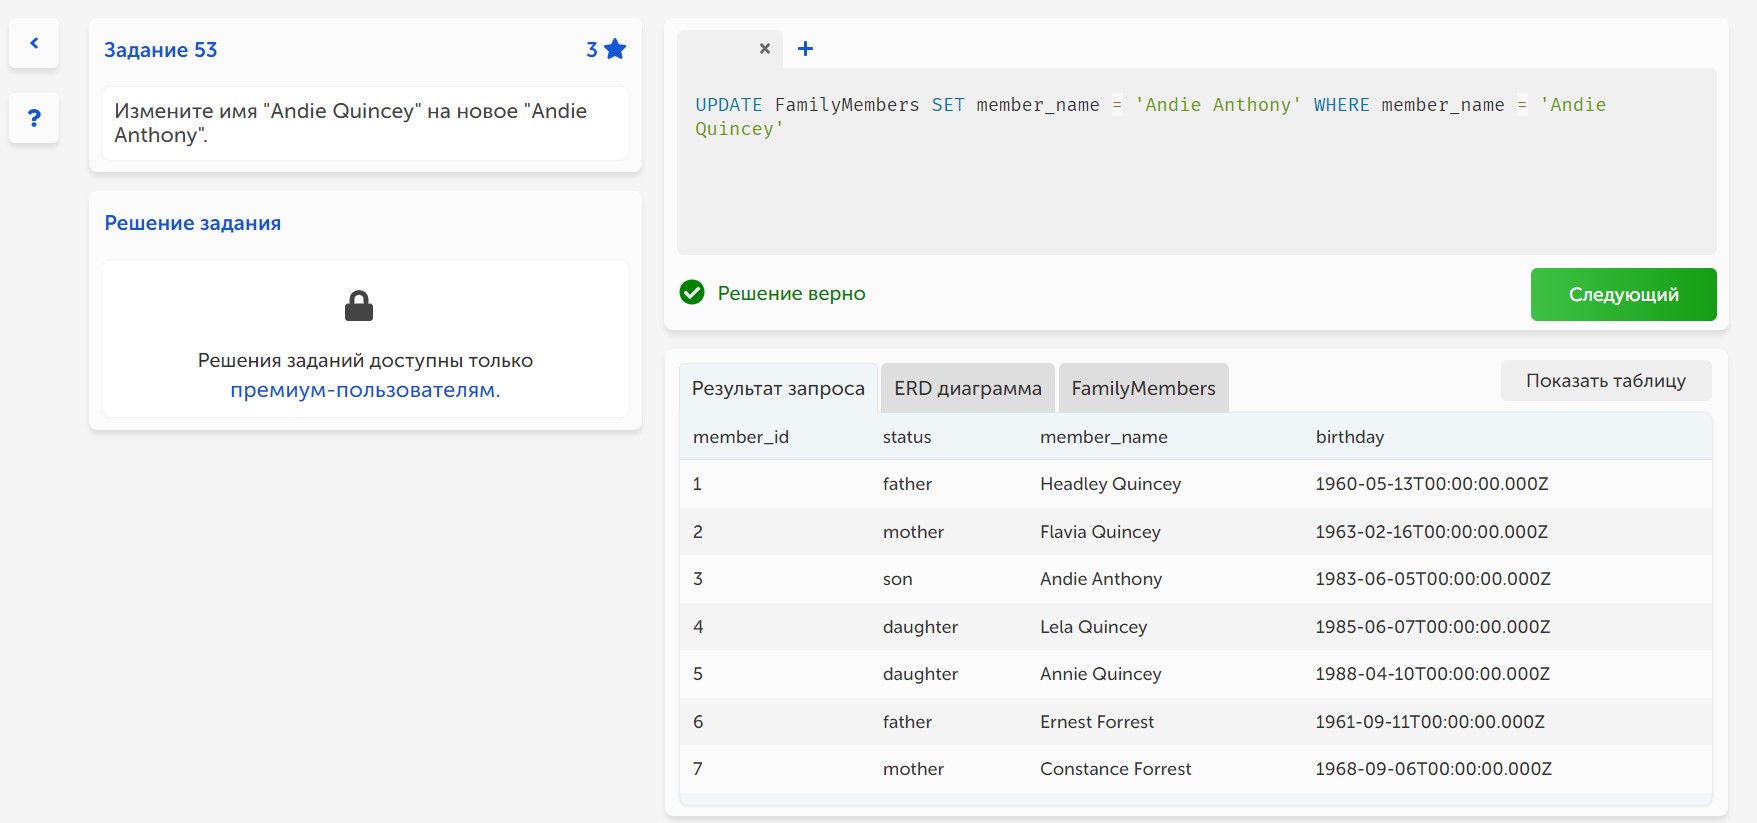 Задание 53
3
Измените имя "Andie Quincey" на новое "Andie
Anthony".
?
Решение задания
Решения заданий доступны только
премиум-пользователям.
UPDATE FamilyMembers SET member_name = 'Andie Anthony' WHERE member_name = 'Andie
Quincey'
Решение верно
Следующий
Результат запроса ERD диаграмма FamilyMembers Показать таблицу
member_id status member_name birthday
1 father Headley Quincey 1960-05-13T00:00:00.000Z
2 mother Flavia Quincey 1963-02-16T00:00:00.000Z
3 son Andie Anthony 1983-06-05T00:00:00.000Z
4 daughter Lela Quincey 1985-06-07T00:00:00.000Z
5 daughter Annie Quincey 1988-04-10T00:00:00.000Z
6 father Ernest Forrest 1961-09-11T00:00:00.000Z
7 mother Constance Forrest 1968-09-06T00:00:00.000Z